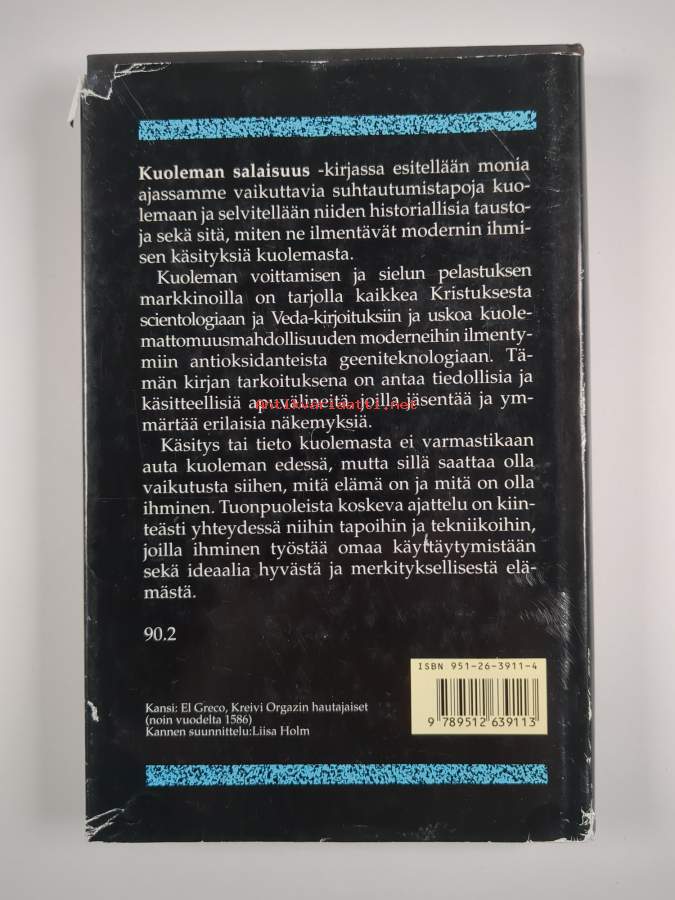 Kuoleman salaisuus -kirjassa esitellään monia
ajassamme vaikuttavia suhtautumistapoja kuo-
lemaan ja selvitellään niiden historiallisia tausto-
ja sekä sitä, miten ne ilmentävät modernin ihmi-
sen käsityksiä kuolemasta.
Kuoleman voittamisen ja sielun pelastuksen
markkinoilla on tarjolla kaikkea Kristuksesta
scientologiaan ja Veda-kirjoituksiin ja uskoa kuole-
mattomuusmahdollisuuden moderneihin ilmenty-
miin antioksidanteista geeniteknologiaan. Tä-
män kirjan tarkoituksena on antaa tiedollisia ja
käsitteellisiä apuvälineitä, joilla jäsentää ja ym-
märtää erilaisia näkemyksiä.
antikvariaatti.net
Käsitys tai tieto kuolemasta ei varmastikaan
auta kuoleman edessä, mutta sillä saattaa olla
vaikutusta siihen, mitä elämä on ja mitä on olla
ihminen. Tuonpuoleista koskeva ajattelu on kiin-
teästi yhteydessä niihin tapoihin ja tekniikoihin,
joilla ihminen työstää omaa käyttäytymistään
sekä ideaalia hyvästä ja merkityksellisestä elä-
mästä.
90.2
ISBN 951-26-3911-4
9 789512 639113
Kansi: El Greco, Kreivi Orgazin hautajaiset
(noin vuodelta 1586)
Kannen suunnittelu:Liisa Holm